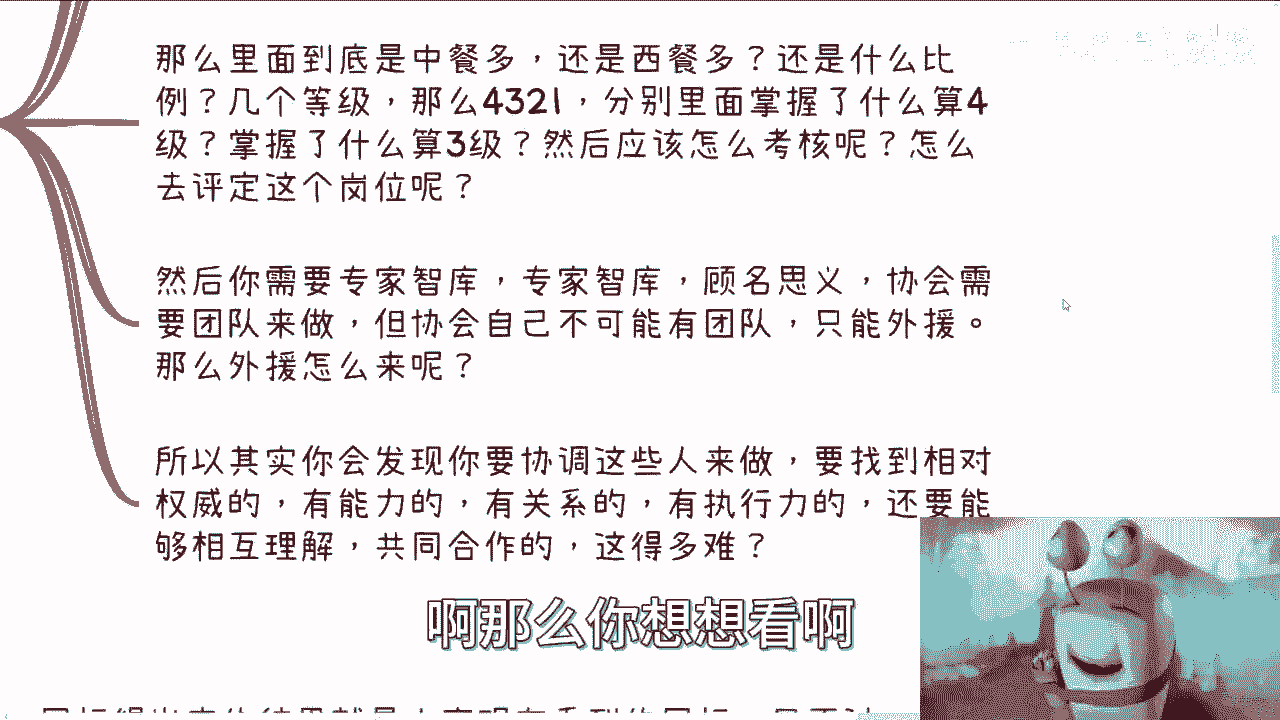 那么里面到底是中餐多，还是西餐多？还是什么比
例？几个等级，那么4321，分别里面掌握了什么算4
级？掌握了什么算3级？然后应该怎么考核呢？怎么
去评定这个岗位呢？
然后你需要专家智库，专家智库，顾名思义，协会需
要团队来做，但协会自己不可能有团队，只能外援。
那么外援怎么来呢？
所以其实你会发现你要协调这些人来做，要找到相对
权威的，有能力的，有关系的，有执行力的，还要能
够相互理解，共同合作的，这得多难？
啊那么你想想看啊